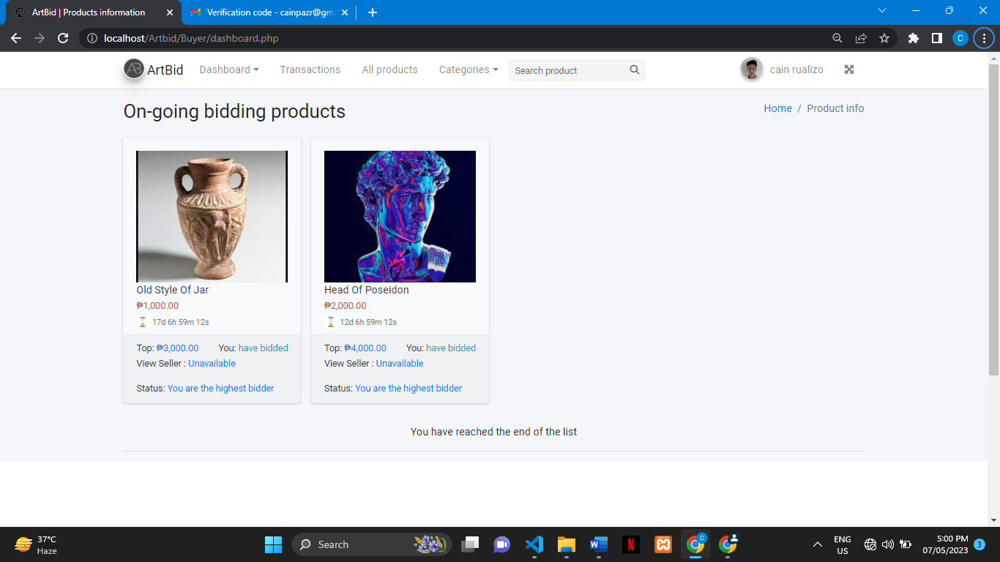 ArtBid | Products information
Verification code - cainpazr@gm
localhost/Artbid/Buyer/dashboard.php
C
AB ArtBid Dashboard Transactions All products Categories Search product cain rualizo
On-going bidding products
Home / Product info
Old Style Of Jar
₱1,000.00
17d 6h 59m 12s
Top: ₱3,000.00 You: have bidded
View Seller : Unavailable
Status: You are the highest bidder
Head Of Poseidon
₱2,000.00
12d 6h 59m 12s
Top: ₱4,000.00 You: have bidded
View Seller : Unavailable
Status: You are the highest bidder
You have reached the end of the list
37°C
Haze
Search
W
N
C
ENG
US
5:00 PM
07/05/2023
3